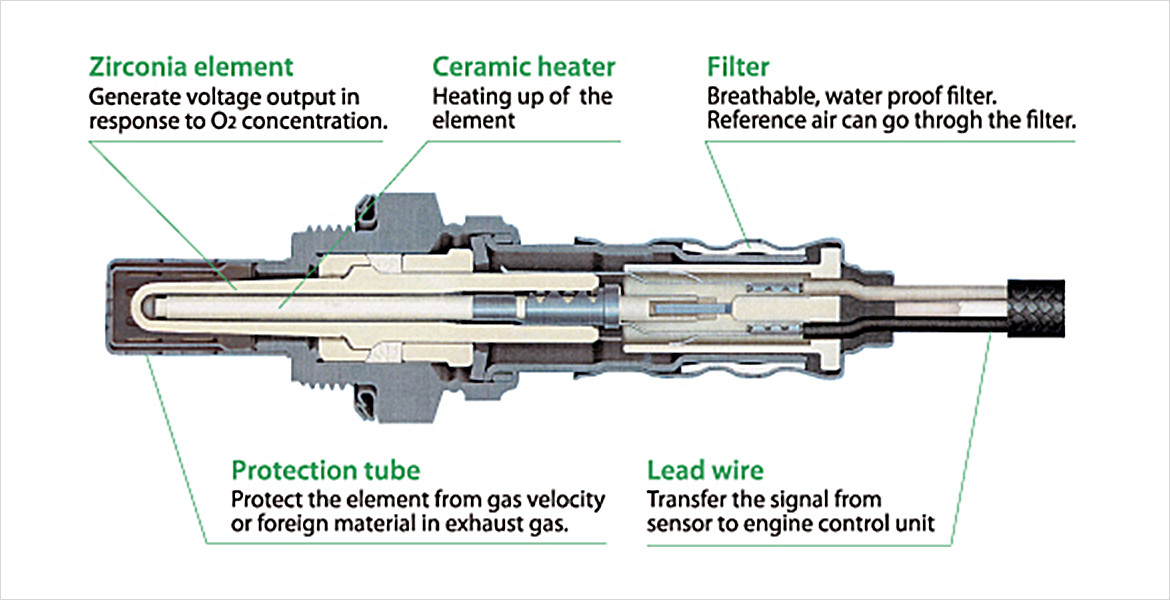 Zirconia element
Generate voltage output in
response to O2 concentration.
Ceramic heater
Heating up of the
element
Filter
Breathable, water proof filter.
Reference air can go throgh the filter.
Protection tube
Protect the element from gas velocity
or foreign material in exhaust gas.
Lead wire
Transfer the signal from
sensor to engine control unit